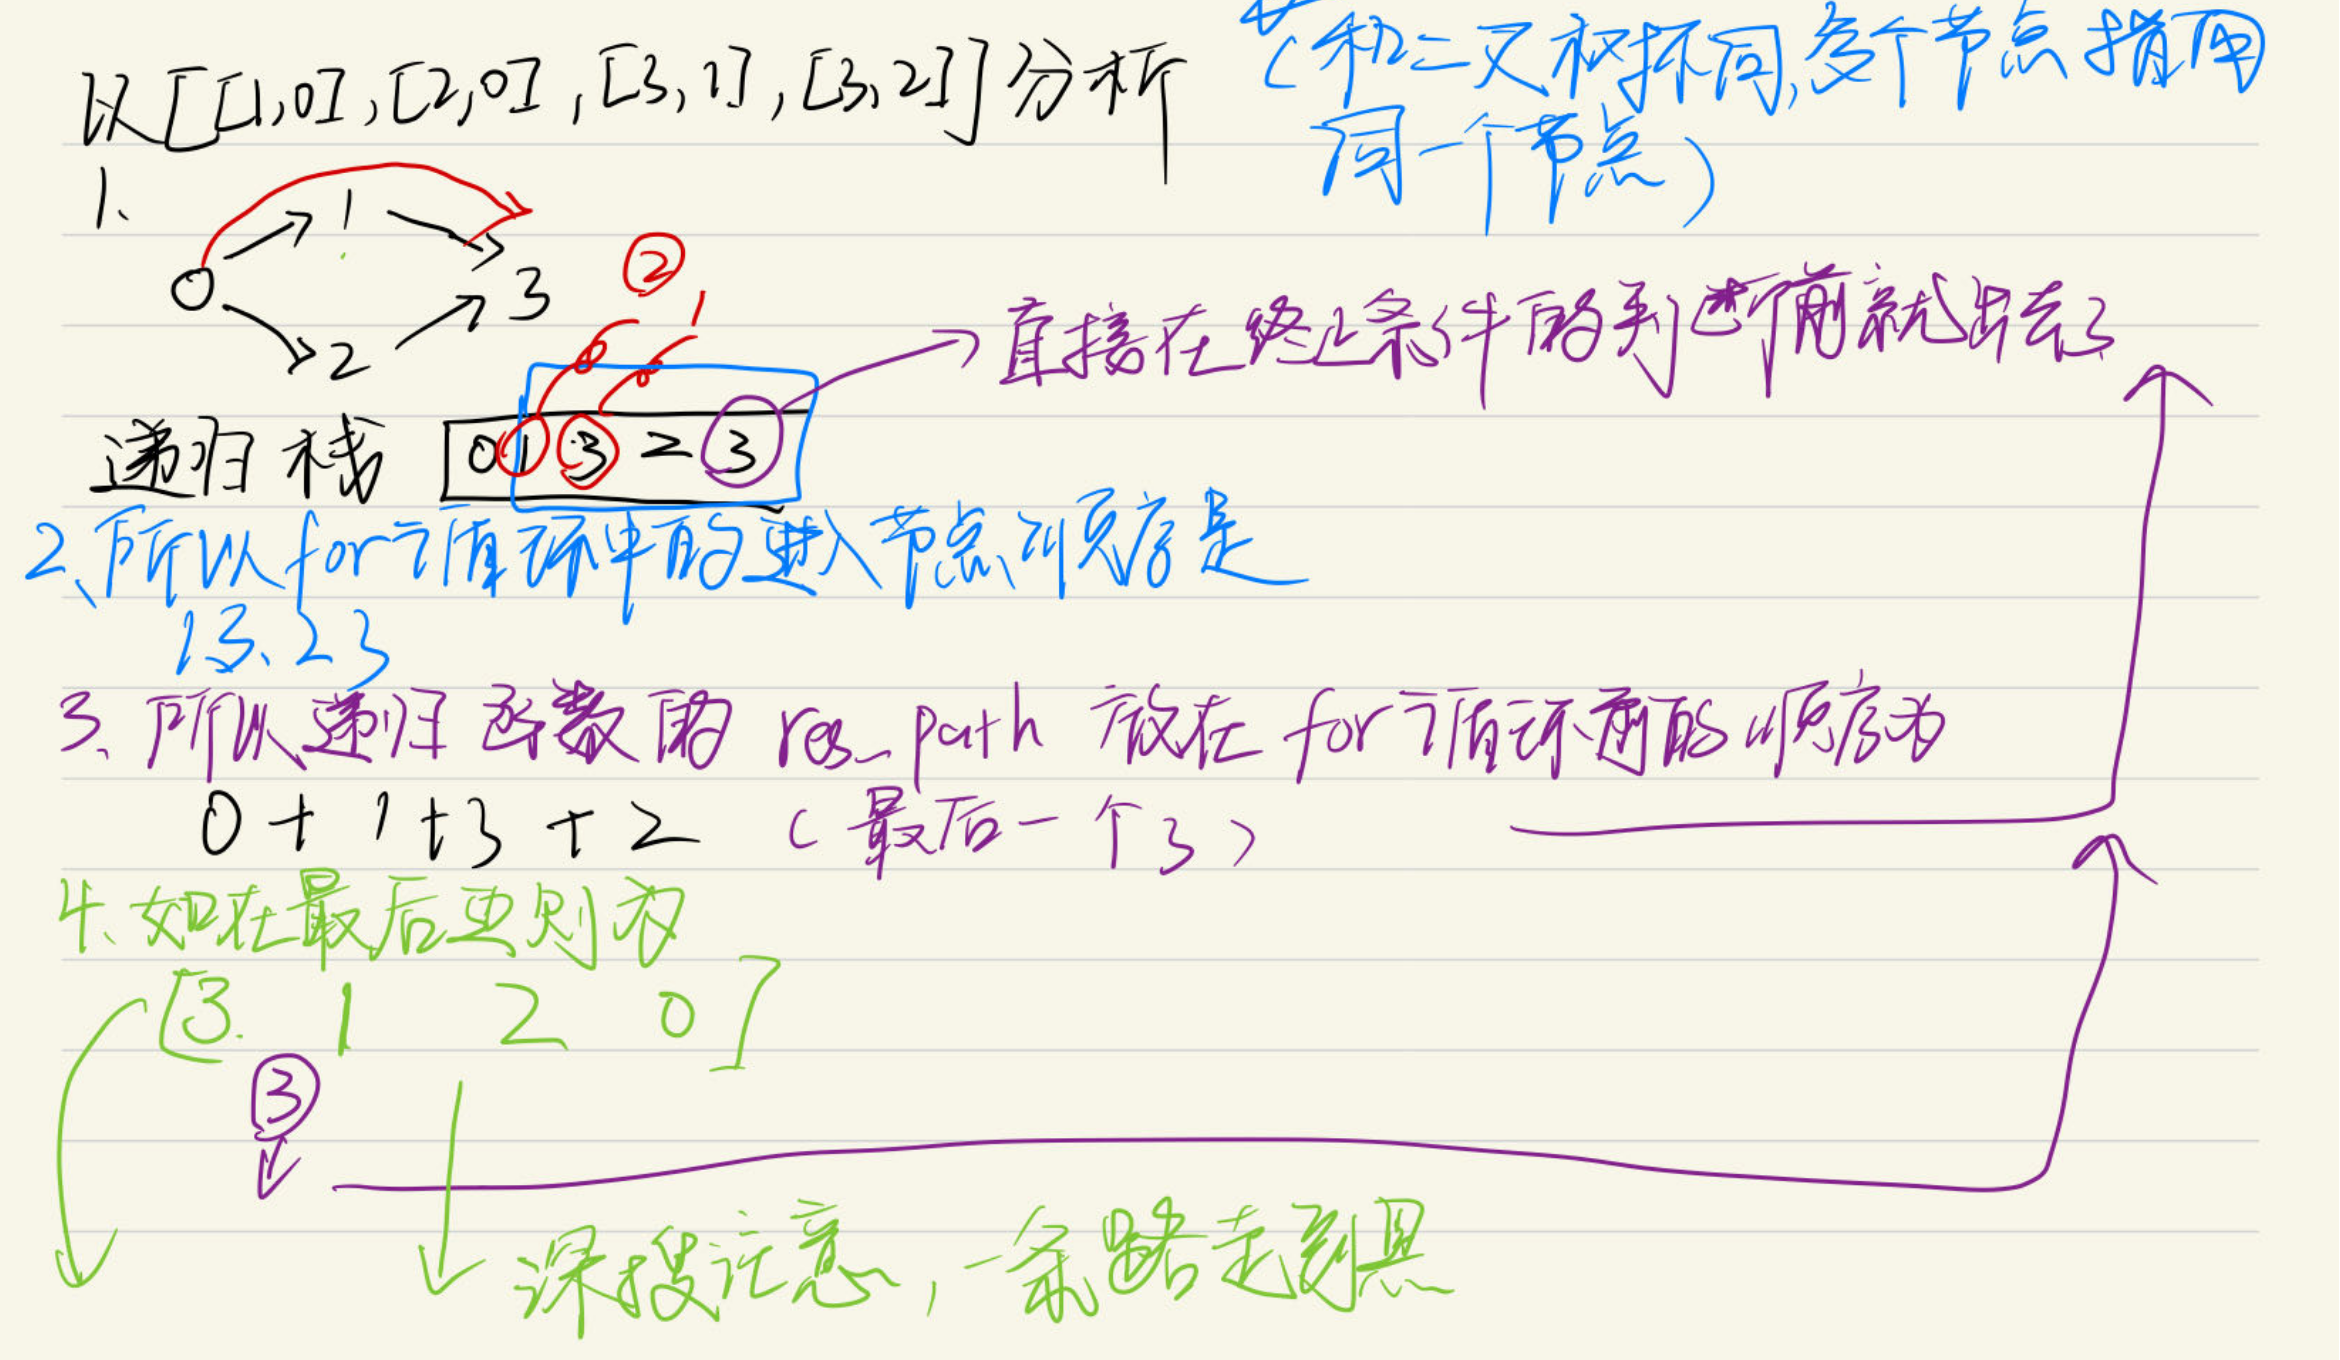 以[[1,0],[2,0],[3,1],[3,2]]分析
(和二叉树不同,多个节点指向
同一个节点)
1、
1
0
3
2
②
1
直接在终止条件的判断前就出去了
递归栈 0 1 3 2 3
2、所以for循环中的进入节点顺序是
13、23
3、所以递归函数的 res_path 放在 for循环前的顺序为
0+1+3+2 (最后一个3)
4、如在最后面则为
[3. 1 2 0]
③
深搜注意,一条路走到黑